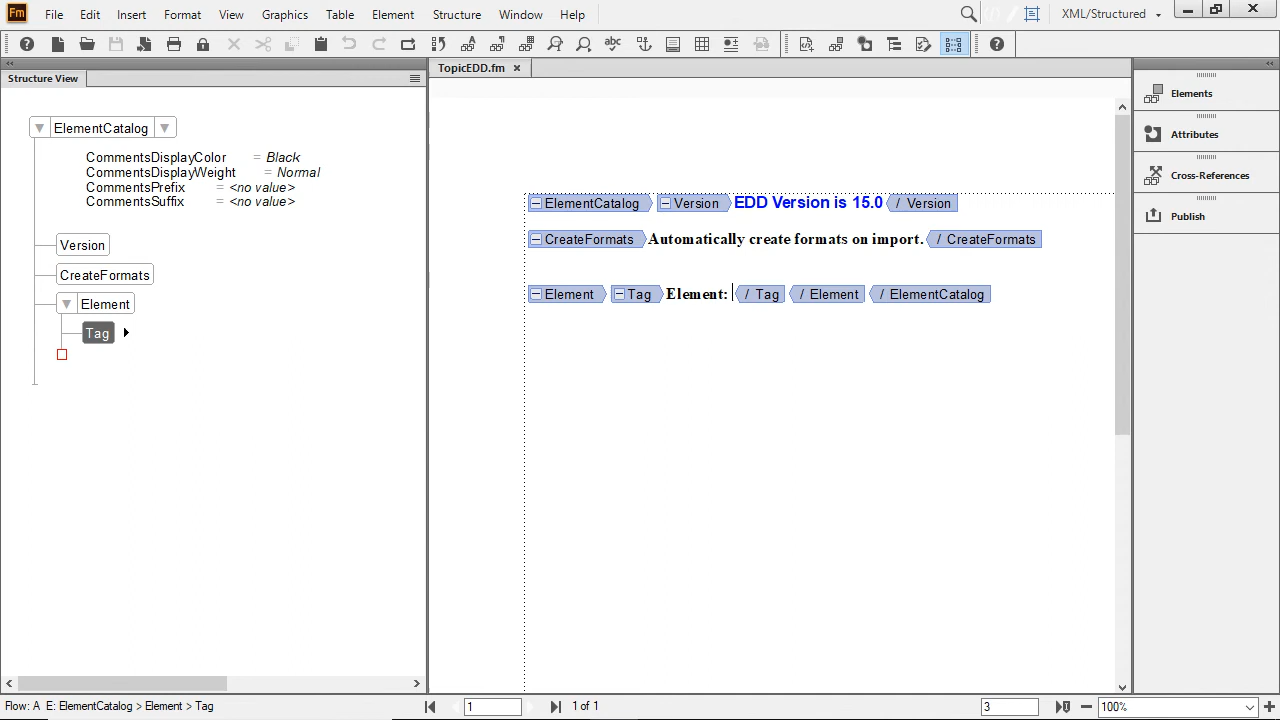 Fm File Edit Insert Format View Graphics Table Element Structure Window Help XML/Structured
Structure View
TopicEDD.fm
ElementCatalog
CommentsDisplayColor = Black
CommentsDisplayWeight = Normal
CommentsPrefix = <no value>
CommentsSuffix = <no value>
Version
CreateFormats
Element
Tag
ElementCatalog Version EDD Version is 15.0 / Version
CreateFormats Automatically create formats on import. / CreateFormats
Element Tag Element: / Tag / Element / ElementCatalog
Elements
Attributes
Cross-References
Publish
Flow: A E: ElementCatalog > Element > Tag
1
1 of 1
3
100%